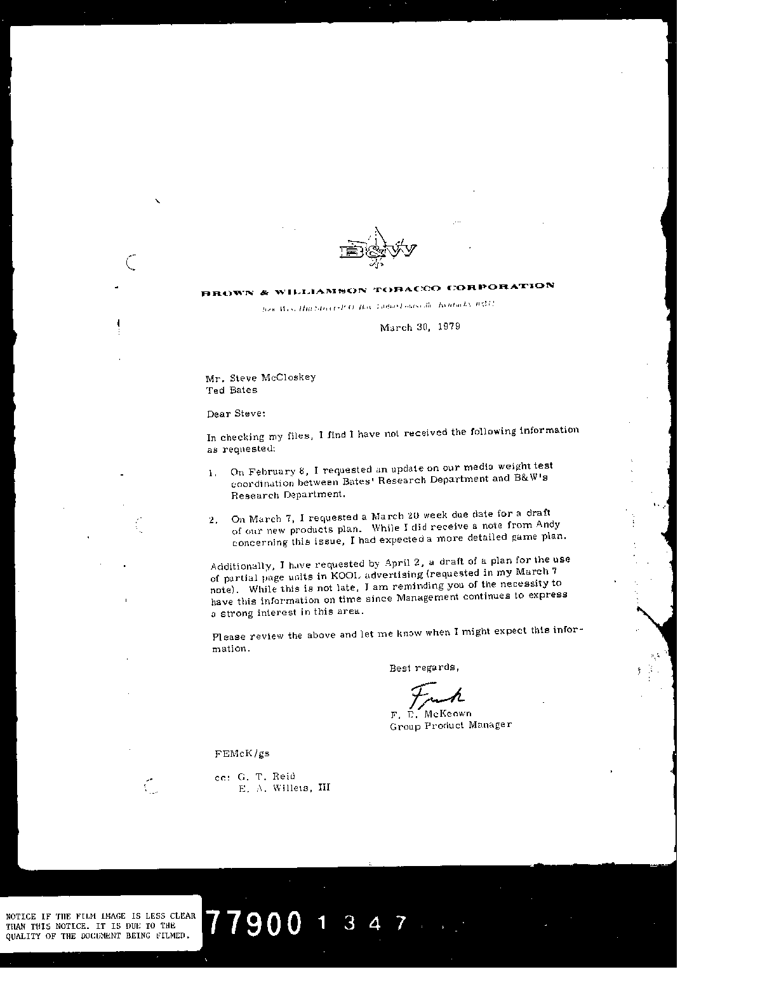 B&W
BROWN & WILLIAMSON TOBACCO CORPORATION
March 30, 1979
Mr. Steve McCloskey
Ted Bates
Dear Steve:
In checking my files, I find I have not received the following information
as requested:
1. On February 8, I requested an update on our media weight test
coordination between Bates' Research Department and B&W's
Research Department.
2. On March 7, I requested a March 20 week due date for a draft
of our new products plan. While I did receive a note from Andy
concerning this issue, I had expected a more detailed game plan.
Additionally, I have requested by April 2, a draft of a plan for the use
of partial page units in KOOL advertising (requested in my March 7
note). While this is not late, I am reminding you of the necessity to
have this information on time since Management continues to express
a strong interest in this area.
Please review the above and let me know when I might expect this infor-
mation.
Best regards,
F. E. McKeown
Group Product Manager
FEMcK/gs
cc: G. T. Reid
E. A. Willets, III
NOTICE IF THE FILM IMAGE IS LESS CLEAR
THAN THIS NOTICE. IT IS DUE TO THE
QUALITY OF THE DOCUMENT BEING FILMED.
77900 1347